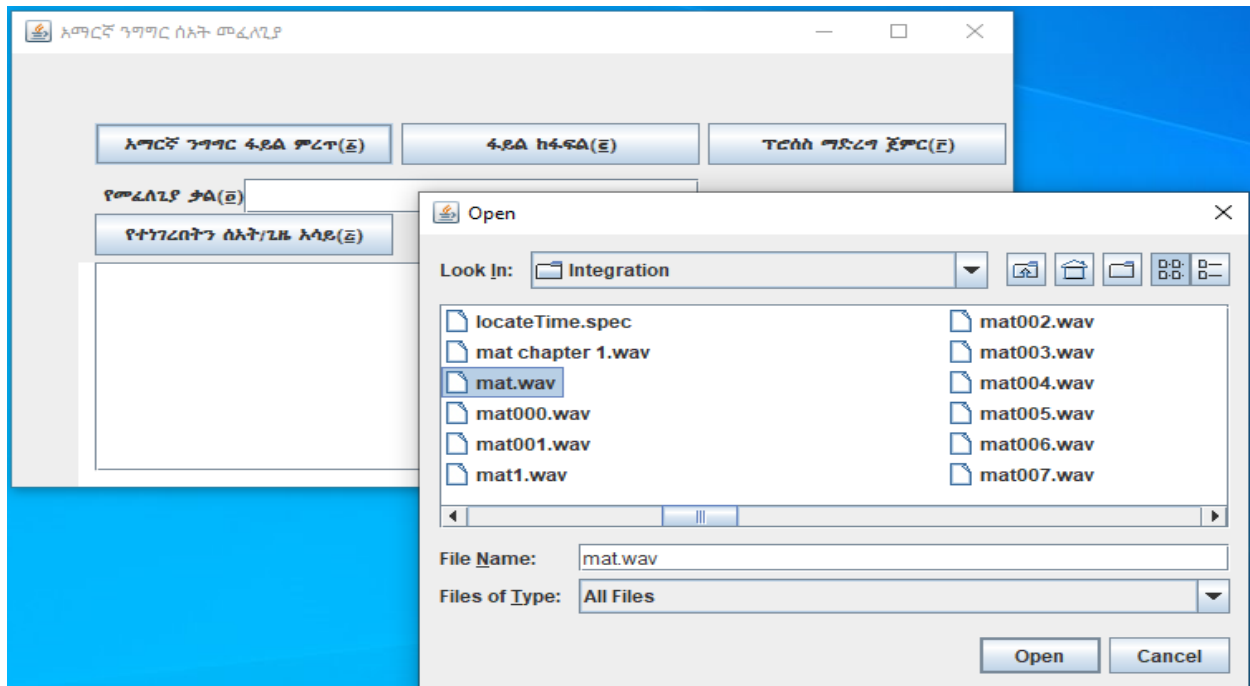 አማርኛ ንግግር ሰአት መፈለጊያ
አማርኛ ንግግር ፋይል ምረጥ(፩)
ፋይል ከፋፍል(፪)
ፕሮሰስ ማድረግ ጀምር(፫)
የመፈለጊያ ቃል(፬)
የተነገረበትን ሰአት/ጊዜ አሳይ(፭)
Open
Look In:
Integration
locateTime.spec
mat chapter 1.wav
mat.wav
mat000.wav
mat001.wav
mat1.wav
mat002.wav
mat003.wav
mat004.wav
mat005.wav
mat006.wav
mat007.wav
File Name:
mat.wav
Files of Type:
All Files
Open
Cancel